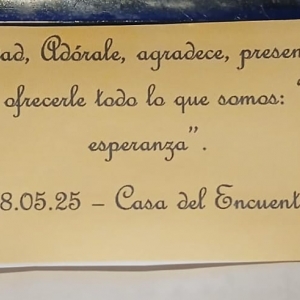 ad, Adórale, agradece, presen
ofrecerle todo lo que somos: "
esperanza".
8.05.25 – Casa del Encuent